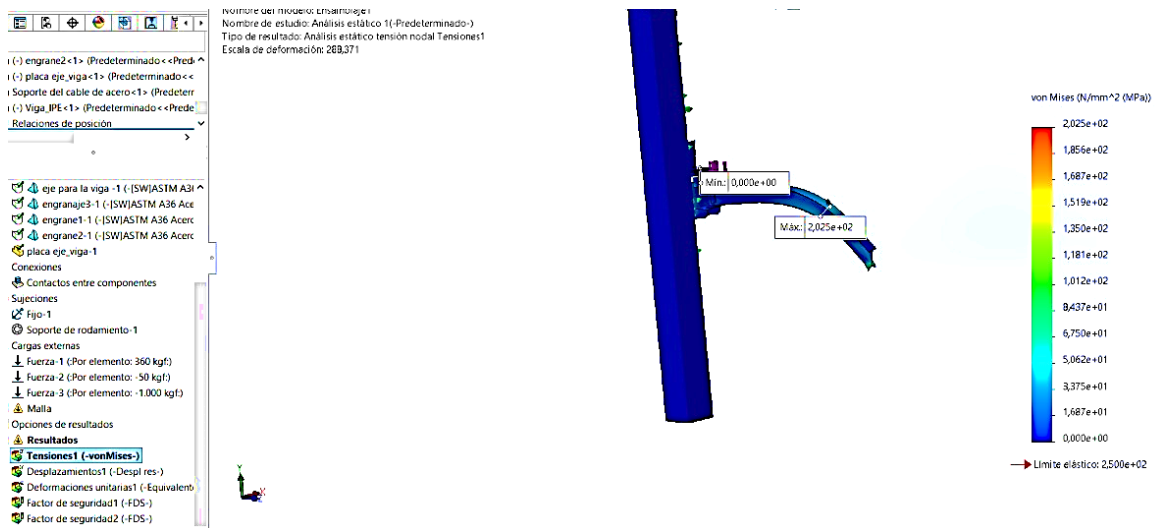 Nombre del modelo: Ensamblaje1
Nombre de estudio: Análisis estático 1(-Predeterminado-)
Tipo de resultado: Análisis estático tensión nodal Tensiones1
Escala de deformación: 288,371
(-) engrane2<1> (Predeterminado<<Pred
(-) placa eje_viga<1> (Predeterminado<<
Soporte del cable de acero<1> (Predeterr
(-) Viga_IPE<1> (Predeterminado<<Prede
Relaciones de posición
eje para la viga -1 (-[SW]ASTM A3
engranaje3-1 (-[SW]ASTM A36 Ace
engrane1-1 (-[SW]ASTM A36 Acerc
engrane2-1 (-[SW]ASTM A36 Acerc
placa eje_viga-1
Conexiones
Contactos entre componentes
Sujeciones
Fijo-1
Soporte de rodamiento-1
Cargas externas
Fuerza-1 (:Por elemento: 360 kgf:)
Fuerza-2 (:Por elemento: -50 kgf:)
Fuerza-3 (:Por elemento: -1.000 kgf:)
Malla
Opciones de resultados
Resultados
Tensiones1 (-vonMises-)
Desplazamientos1 (-Despl res-)
Deformaciones unitarias1 (-Equivalent
Factor de seguridad1 (-FDS-)
Factor de seguridad2 (-FDS-)
Mín.: 0,000e+00
Máx.: 2,025e+02
von Mises (N/mm^2 (MPa))
2,025e+02
1,856e+02
1,687e+02
1,519e+02
1,350e+02
1,181e+02
1,012e+02
8,437e+01
6,750e+01
5,062e+01
3,375e+01
1,687e+01
0,000e+00
Límite elástico: 2,500e+02
Y
X